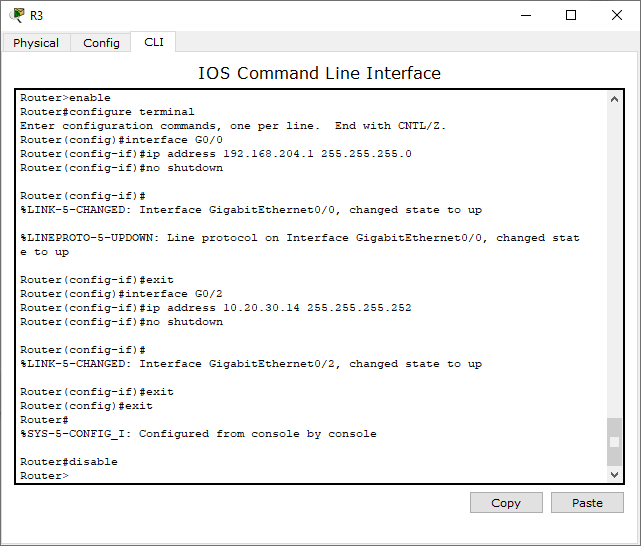 R3
Physical Config CLI
IOS Command Line Interface
Router>enable
Router#configure terminal
Enter configuration commands, one per line.  End with CNTL/Z.
Router(config)#interface G0/0
Router(config-if)#ip address 192.168.204.1 255.255.255.0
Router(config-if)#no shutdown
Router(config-if)#
%LINK-5-CHANGED: Interface GigabitEthernet0/0, changed state to up
%LINEPROTO-5-UPDOWN: Line protocol on Interface GigabitEthernet0/0, changed stat
e to up
Router(config-if)#exit
Router(config)#interface G0/2
Router(config-if)#ip address 10.20.30.14 255.255.255.252
Router(config-if)#no shutdown
Router(config-if)#
%LINK-5-CHANGED: Interface GigabitEthernet0/2, changed state to up
Router(config-if)#exit
Router(config)#exit
Router#
%SYS-5-CONFIG_I: Configured from console by console
Router#disable
Router>
Copy Paste